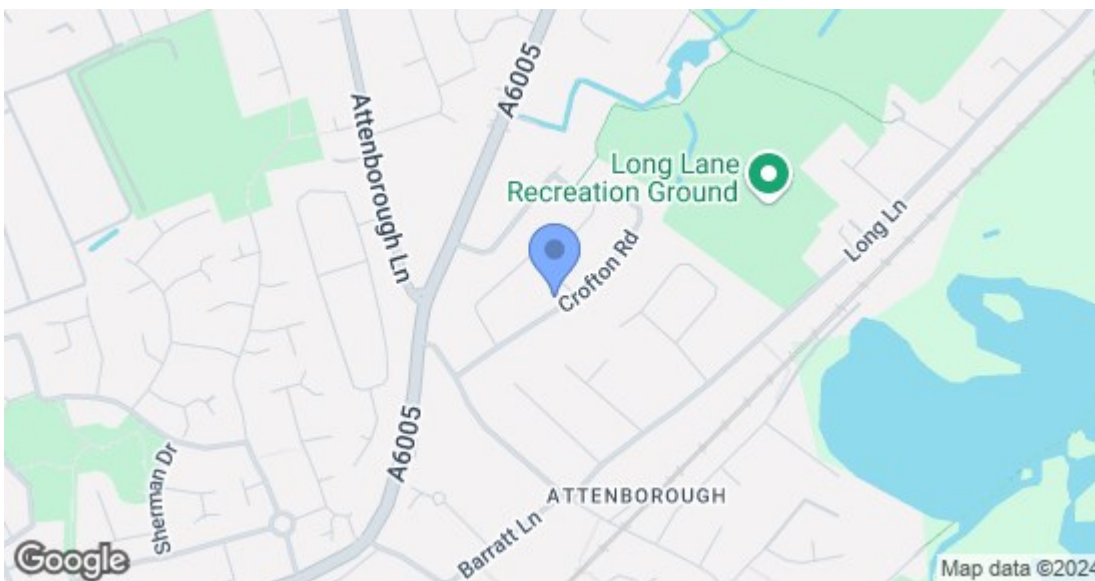 A6005
Attenborough Ln
Long Lane
Recreation Ground
Long Ln
Crofton Rd
A6005
Sherman Dr
ATTENBOROUGH
Barratt Ln
Google
Map data ©2024